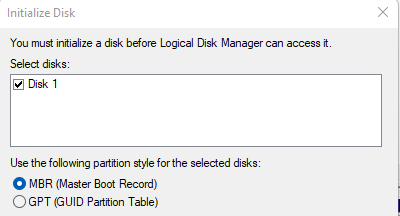 Initialize Disk
You must initialize a disk before Logical Disk Manager can access it.
Select disks:
Disk 1
Use the following partition style for the selected disks:
MBR (Master Boot Record)
GPT (GUID Partition Table)